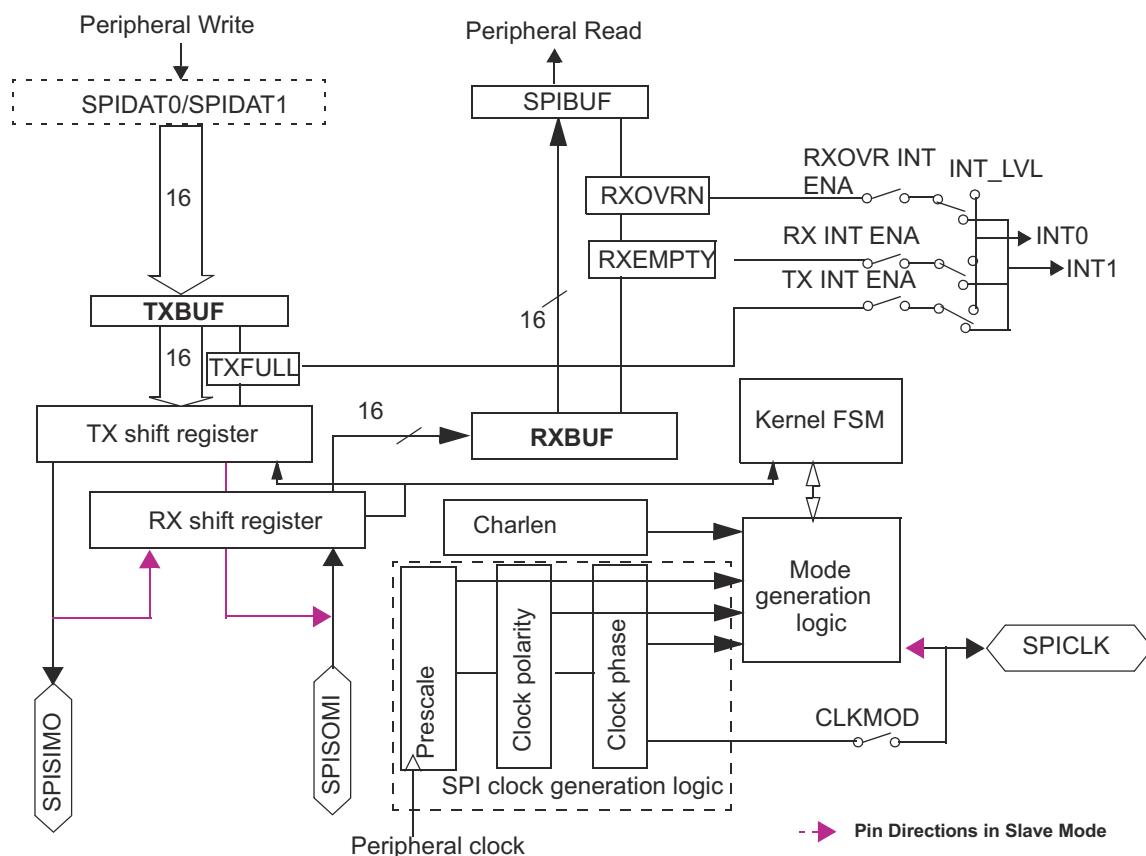 Peripheral Write
Peripheral Read
SPIDAT0/SPIDAT1
SPIBUF
16
RXOVRN
RXOVR INT
ENA
INT_LVL
RXEMPTY
RX INT ENA
INT0
TX INT ENA
INT1
TXBUF
16
16
TXFULL
TX shift register
16
RXBUF
Kernel FSM
RX shift register
Charlen
Mode
generation
logic
Prescale
Clock polarity
Clock phase
SPICLK
CLKMOD
SPISIMO
SPISOMI
SPI clock generation logic
Peripheral clock
Pin Directions in Slave Mode